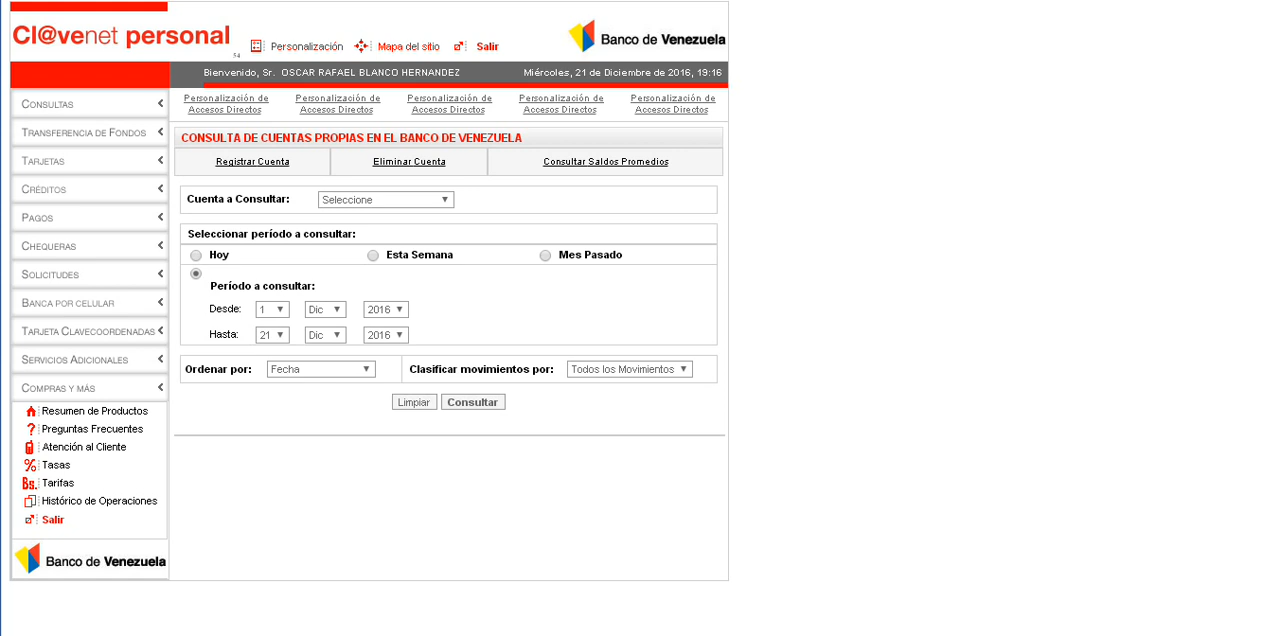 Cl@venet personal
54
Personalización
Mapa del sitio
Salir
Banco de Venezuela
Bienvenido, Sr. OSCAR RAFAEL BLANCO HERNANDEZ
Miércoles, 21 de Diciembre de 2016, 19:16
Personalización de Accesos Directos
Personalización de Accesos Directos
Personalización de Accesos Directos
Personalización de Accesos Directos
Personalización de Accesos Directos
CONSULTAS
TRANSFERENCIA DE FONDOS
TARJETAS
CRÉDITOS
PAGOS
CHEQUERAS
SOLICITUDES
BANCA POR CELULAR
TARJETA CLAVECOORDENADAS
SERVICIOS ADICIONALES
COMPRAS Y MÁS
Resumen de Productos
Preguntas Frecuentes
Atención al Cliente
Tasas
Bs. Tarifas
Histórico de Operaciones
Salir
Banco de Venezuela
CONSULTA DE CUENTAS PROPIAS EN EL BANCO DE VENEZUELA
Registrar Cuenta
Eliminar Cuenta
Consultar Saldos Promedios
Cuenta a Consultar: Seleccione
Seleccionar período a consultar:
Hoy
Esta Semana
Mes Pasado
Período a consultar:
Desde: 1 Dic 2016
Hasta: 21 Dic 2016
Ordenar por: Fecha
Clasificar movimientos por: Todos los Movimientos
Limpiar
Consultar